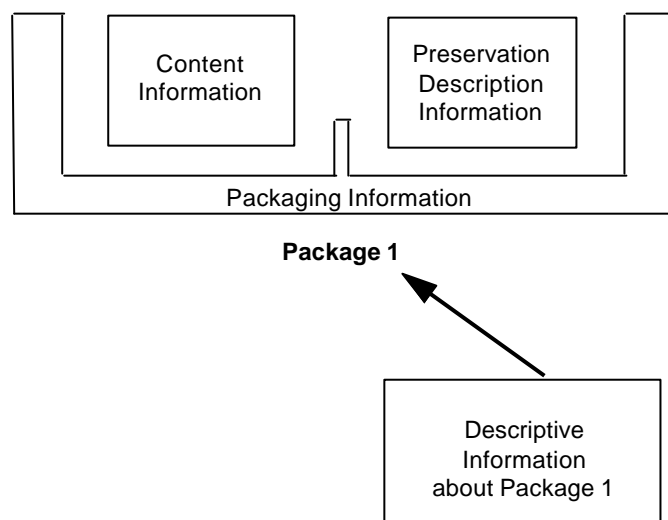 Content
Information
Preservation
Description
Information
Packaging Information
Package 1
Descriptive
Information
about Package 1